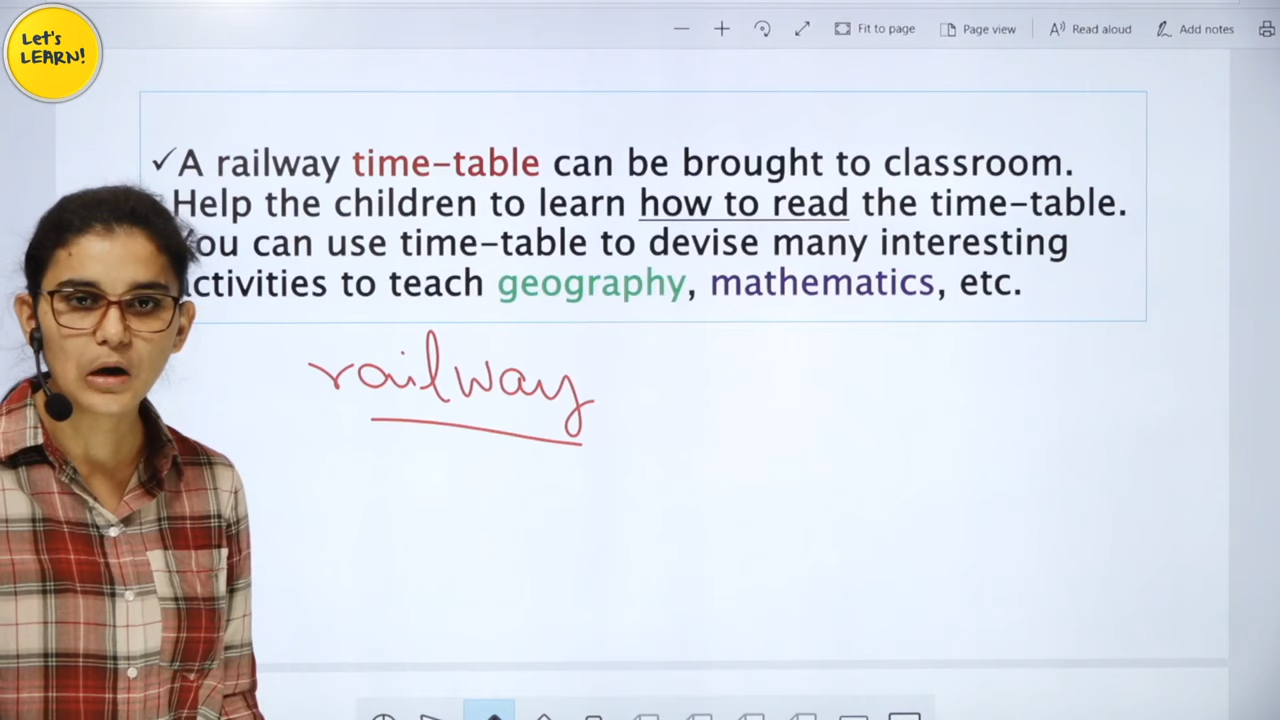 Let's
LEARN!
Fit to page
Page view
Read aloud
Add notes
✓A railway time-table can be brought to classroom.
Help the children to learn how to read the time-table.
You can use time-table to devise many interesting
activities to teach geography, mathematics, etc.
railway